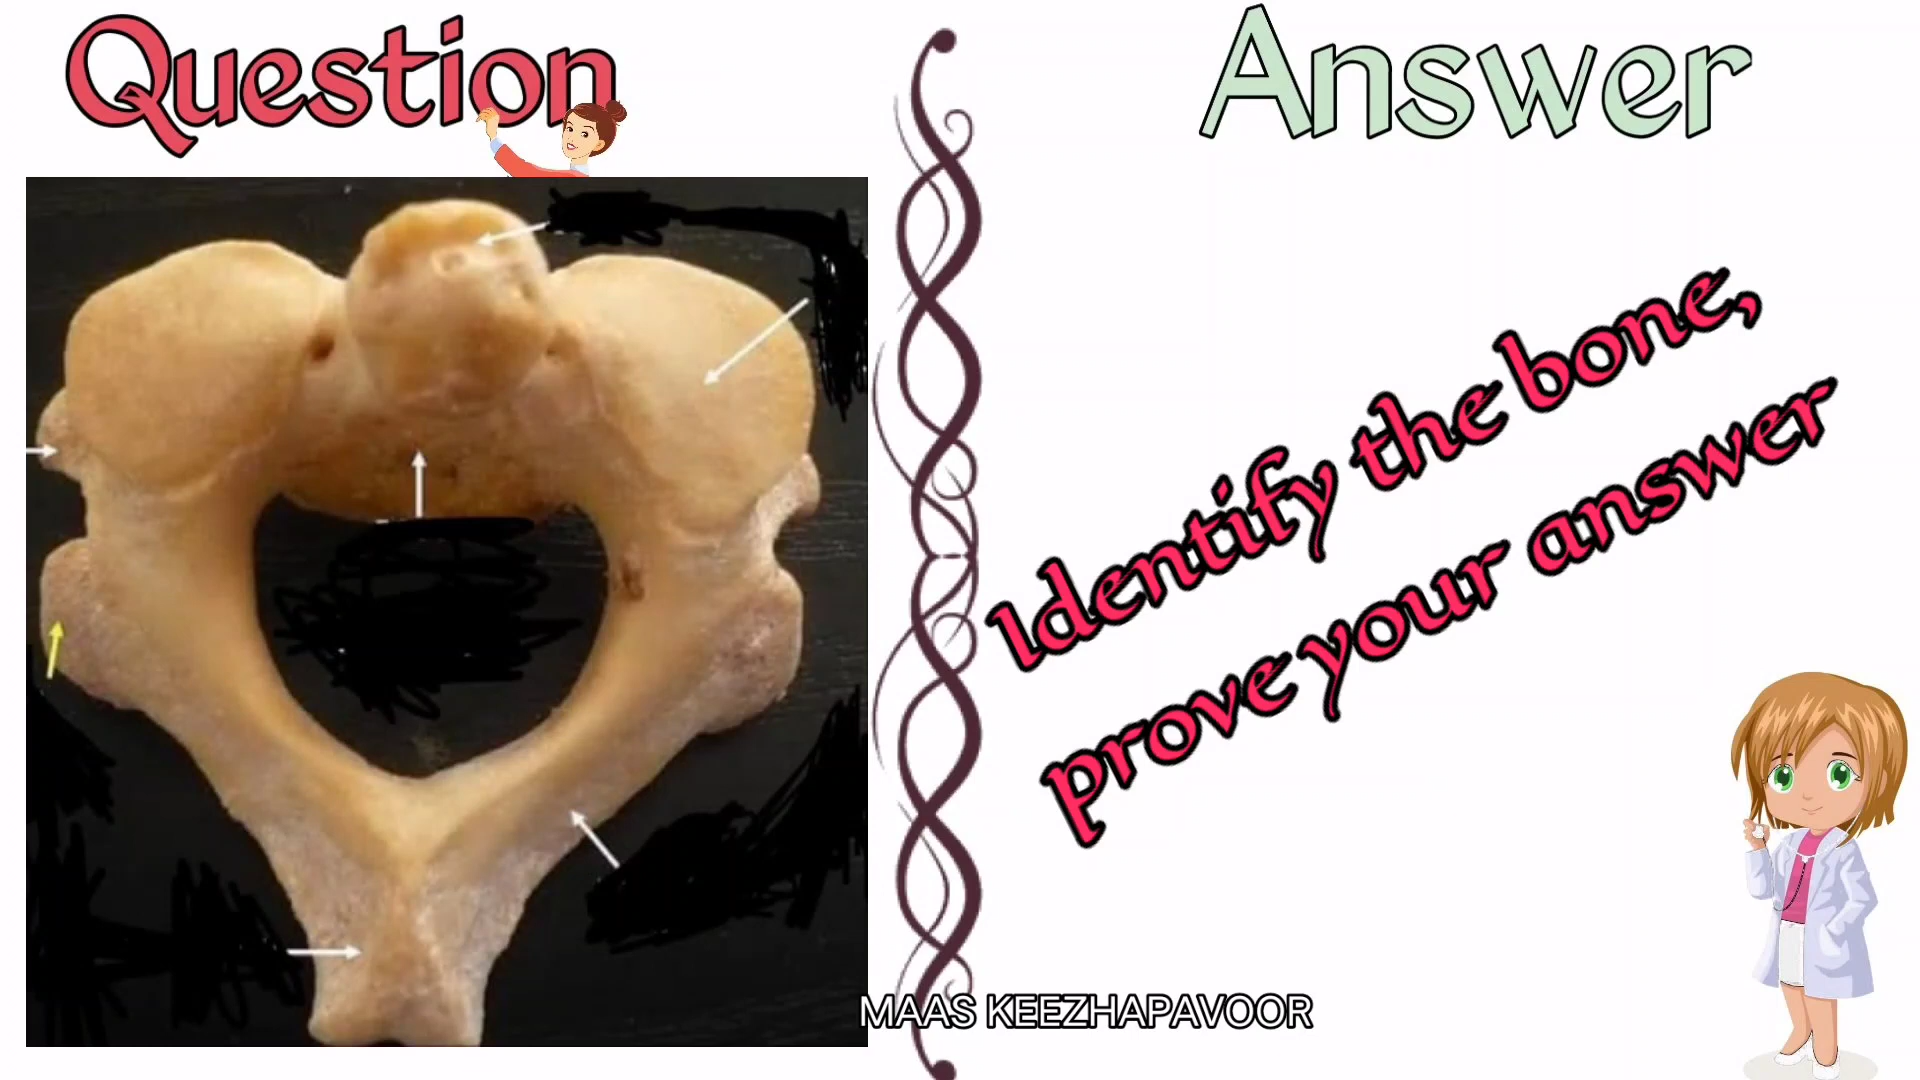 Question
Answer
Identify the bone,
prove your answer
MAAS KEEZHAPAVOOR